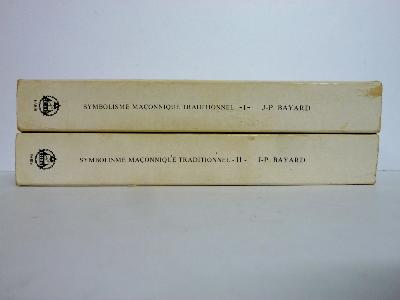 SYMBOLISME MAÇONNIQUE TRADITIONNEL -I- J-P BAYARD
SYMBOLISME MAÇONNIQUE TRADITIONNEL -II- J-P. BAYARD